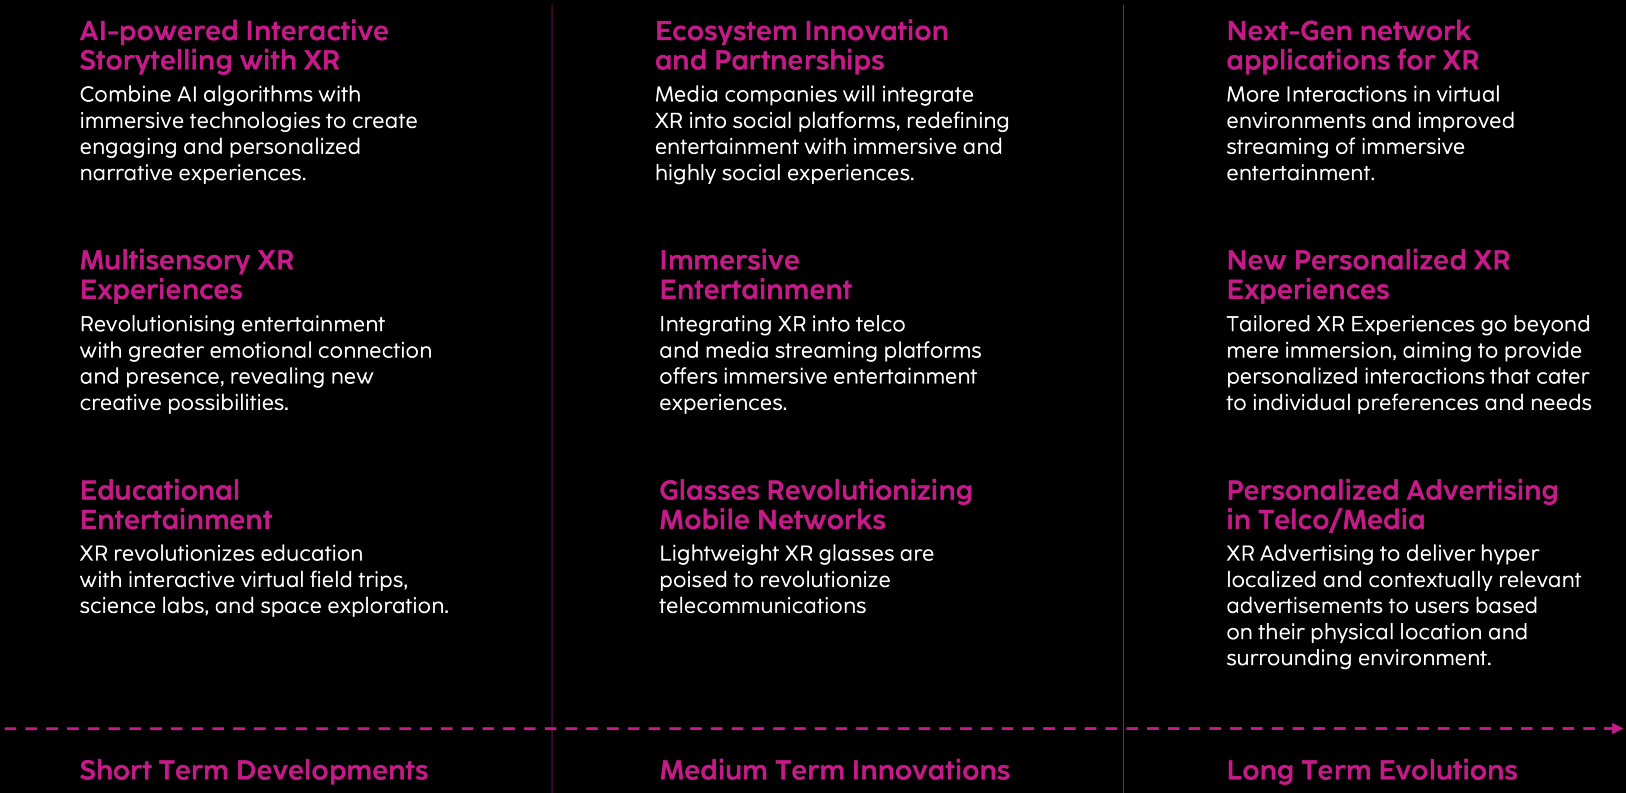 AI-powered Interactive
Storytelling with XR
Combine AI algorithms with
immersive technologies to create
engaging and personalized
narrative experiences.
Multisensory XR
Experiences
Revolutionising entertainment
with greater emotional connection
and presence, revealing new
creative possibilities.
Educational
Entertainment
XR revolutionizes education
with interactive virtual field trips,
science labs, and space exploration.
Short Term Developments
Ecosystem Innovation
and Partnerships
Media companies will integrate
XR into social platforms, redefining
entertainment with immersive and
highly social experiences.
Immersive
Entertainment
Integrating XR into telco
and media streaming platforms
offers immersive entertainment
experiences.
Glasses Revolutionizing
Mobile Networks
Lightweight XR glasses are
poised to revolutionize
telecommunications
Medium Term Innovations
Next-Gen network
applications for XR
More Interactions in virtual
environments and improved
streaming of immersive
entertainment.
New Personalized XR
Experiences
Tailored XR Experiences go beyond
mere immersion, aiming to provide
personalized interactions that cater
to individual preferences and needs
Personalized Advertising
in Telco/Media
XR Advertising to deliver hyper
localized and contextually relevant
advertisements to users based
on their physical location and
surrounding environment.
Long Term Evolutions